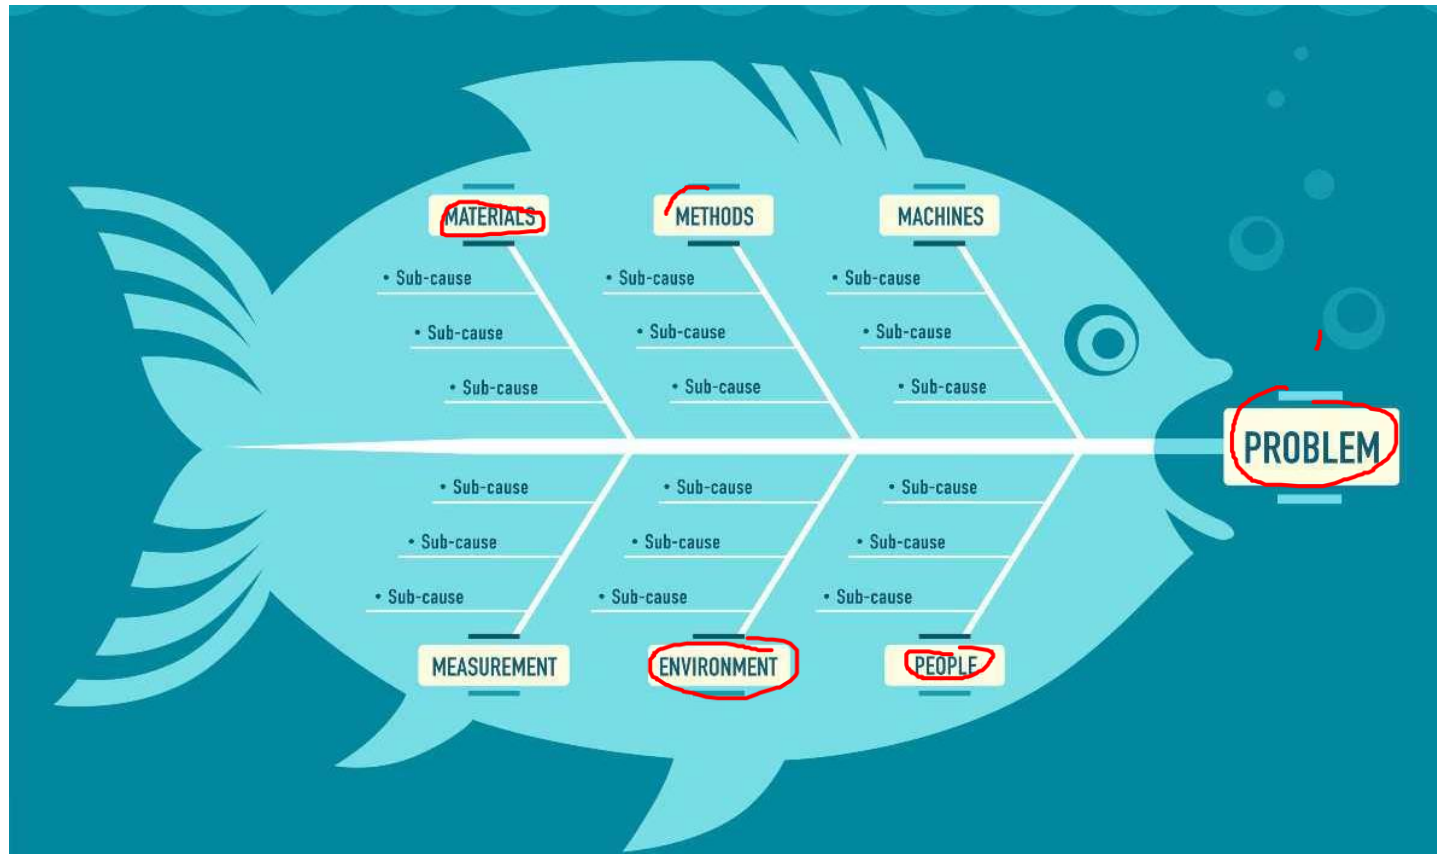 MATERIALS
METHODS
MACHINES
• Sub-cause
• Sub-cause
• Sub-cause
• Sub-cause
• Sub-cause
• Sub-cause
• Sub-cause
• Sub-cause
• Sub-cause
PROBLEM
• Sub-cause
• Sub-cause
• Sub-cause
• Sub-cause
• Sub-cause
• Sub-cause
• Sub-cause
• Sub-cause
• Sub-cause
MEASUREMENT
ENVIRONMENT
PEOPLE